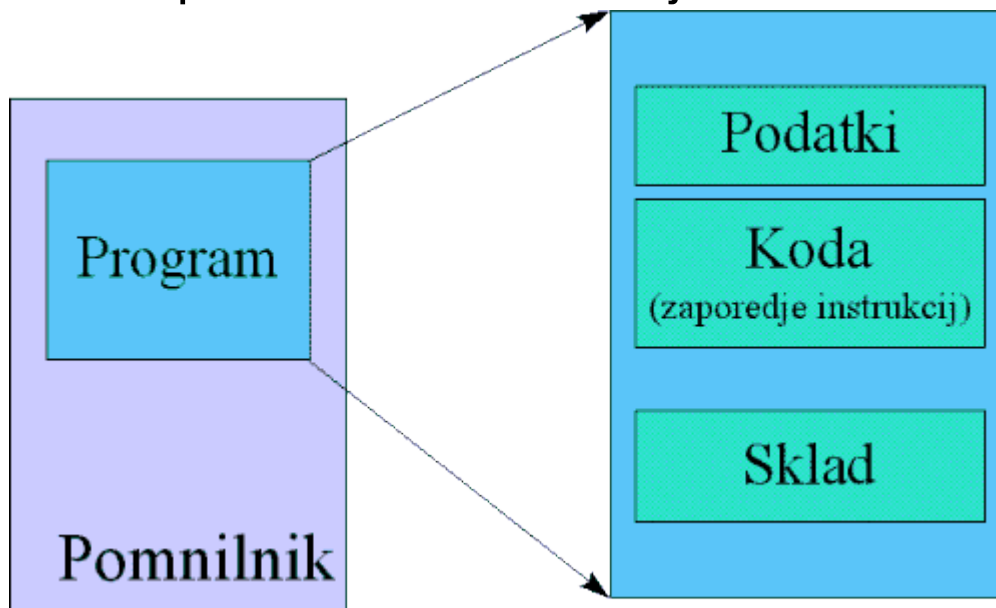 Program
Pomnilnik
Podatki
Koda
(zaporedje instrukcij)
Sklad